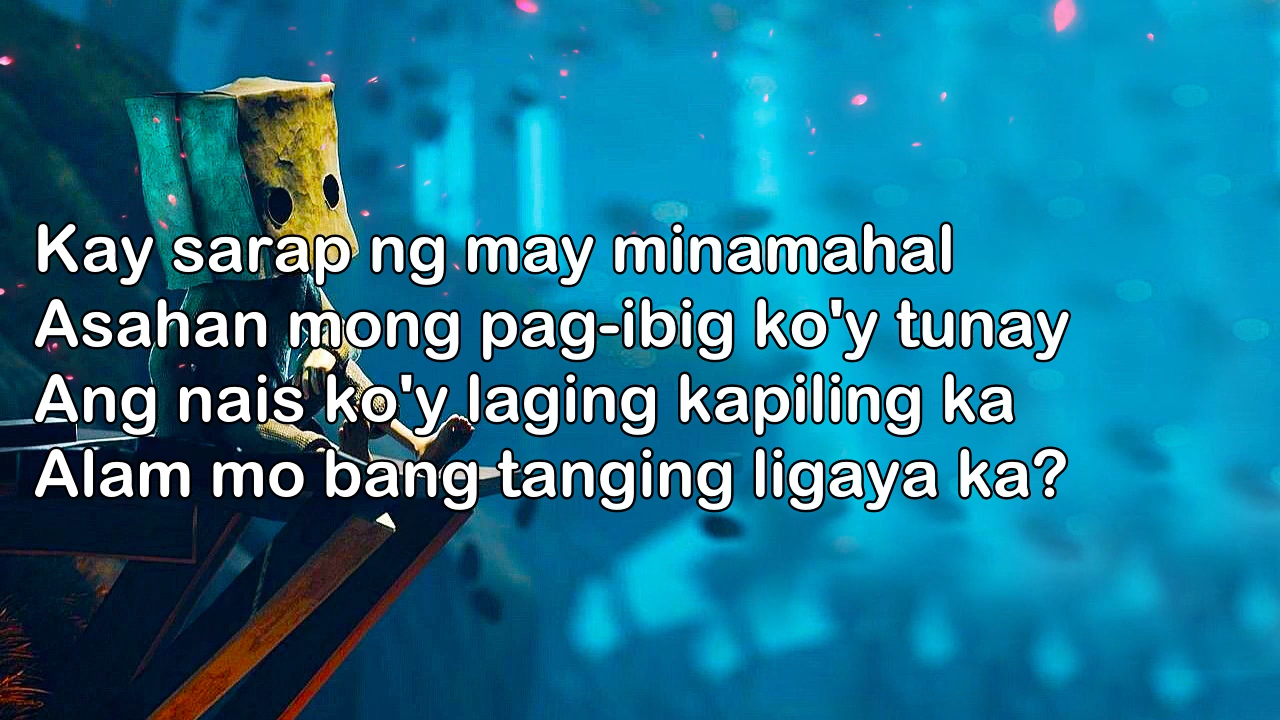 Kay sarap ng may minamahal
Asahan mong pag-ibig ko'y tunay
Ang nais ko'y laging kapiling ka
Alam mo bang tanging ligaya ka?